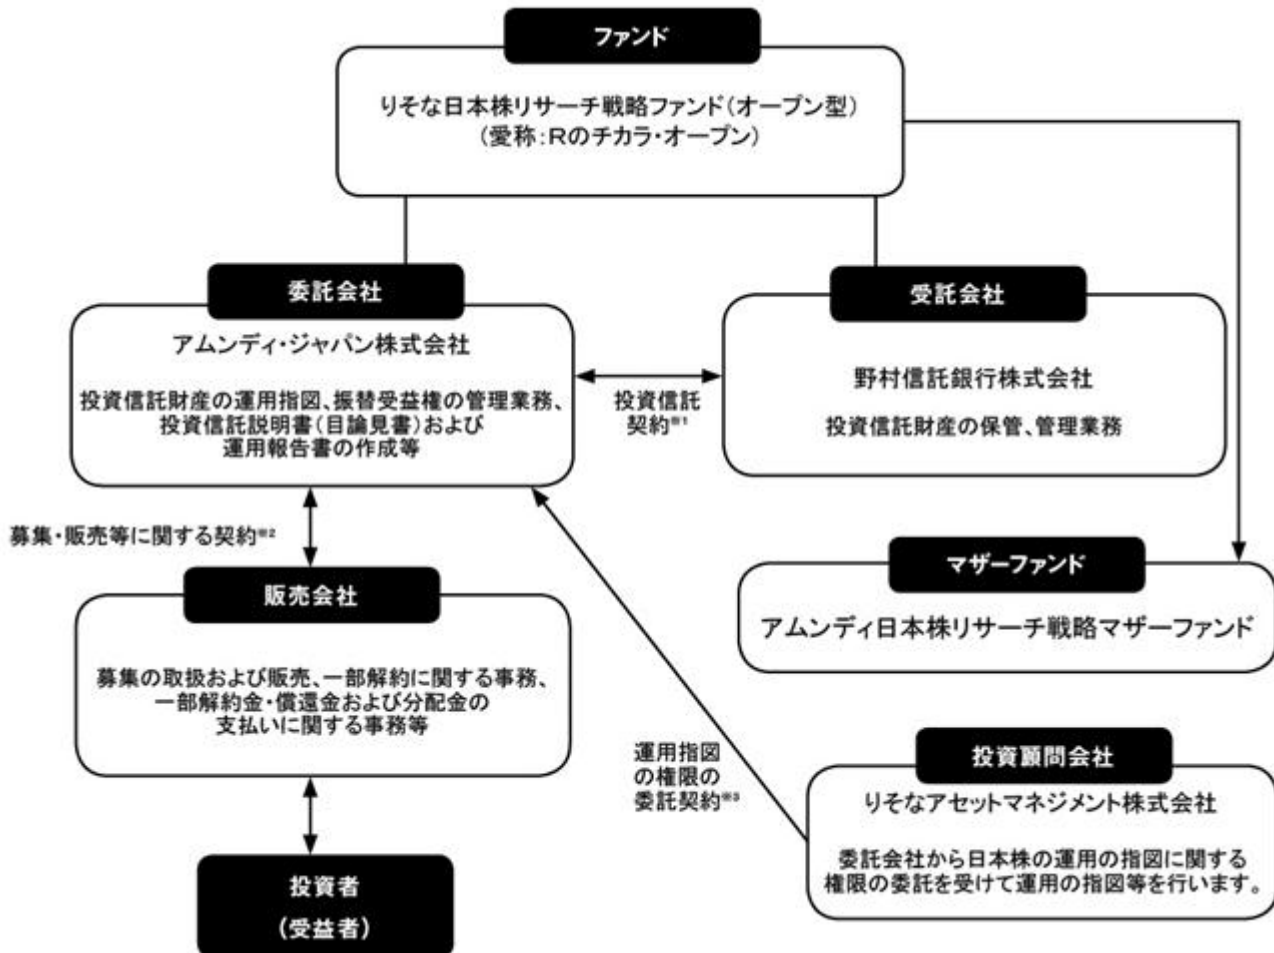 ファンド
りそな日本株リサーチ戦略ファンド(オープン型)
(愛称:Rのチカラ・オープン)
委託会社
アムンディ・ジャパン株式会社
投資信託財産の運用指図、振替受益権の管理業務、
投資信託説明書(目論見書)および
運用報告書の作成等
投資信託
契約※1
受託会社
野村信託銀行株式会社
投資信託財産の保管、管理業務
募集・販売等に関する契約※2
販売会社
募集の取扱および販売、一部解約に関する事務、
一部解約金・償還金および分配金の
支払いに関する事務等
マザーファンド
アムンディ日本株リサーチ戦略マザーファンド
運用指図
の権限の
委託契約※3
投資顧問会社
りそなアセットマネジメント株式会社
委託会社から日本株の運用の指図に関する
権限の委託を受けて運用の指図等を行います。
投資者
(受益者)